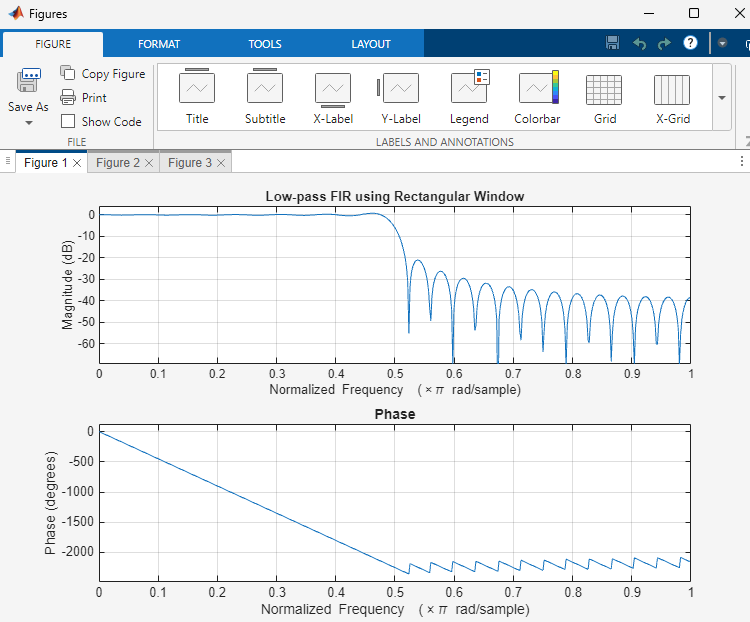 Figures
FIGURE FORMAT TOOLS LAYOUT ?
Save As
Copy Figure
Print
Show Code
FILE
Title Subtitle X-Label Y-Label Legend Colorbar Grid X-Grid
LABELS AND ANNOTATIONS
Figure 1 Figure 2 Figure 3
Low-pass FIR using Rectangular Window
Magnitude (dB)
0
-10
-20
-30
-40
-50
-60
0 0.1 0.2 0.3 0.4 0.5 0.6 0.7 0.8 0.9 1
Normalized Frequency (×π rad/sample)
Phase
Phase (degrees)
0
-500
-1000
-1500
-2000
0 0.1 0.2 0.3 0.4 0.5 0.6 0.7 0.8 0.9 1
Normalized Frequency (×π rad/sample)